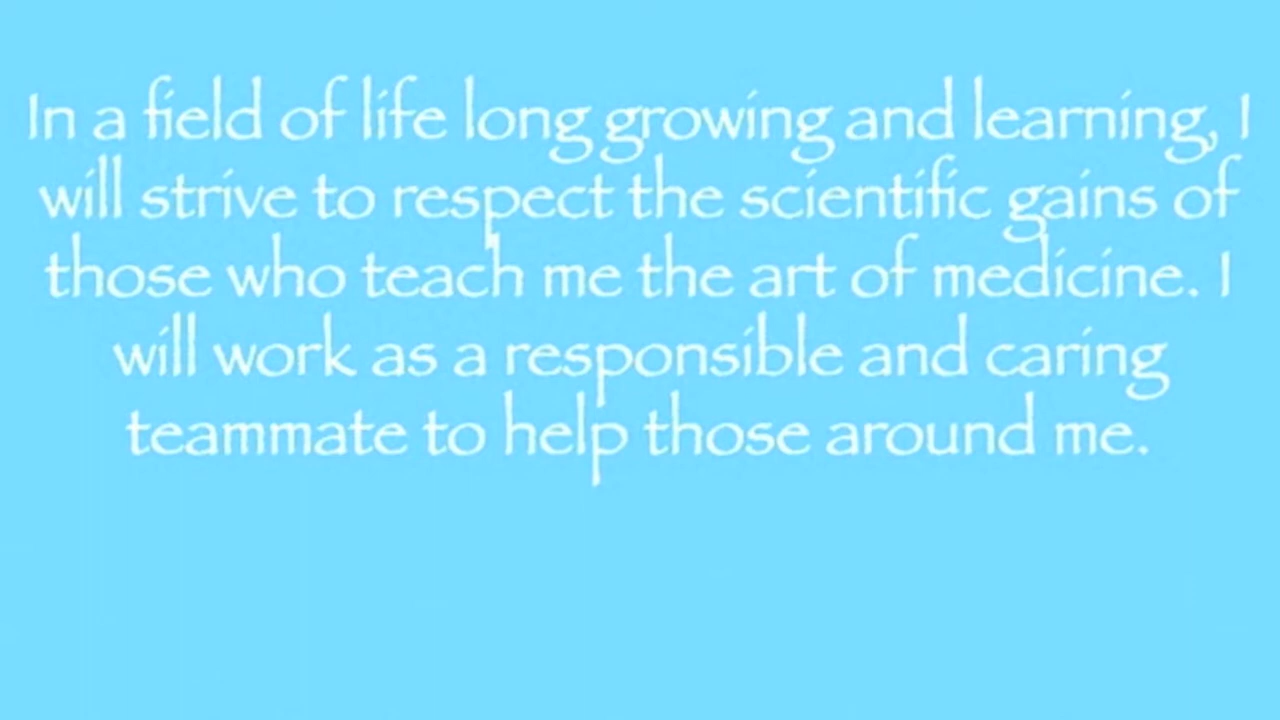 In a field of life long growing and learning, I
will strive to respect the scientific gains of
those who teach me the art of medicine. I
will work as a responsible and caring
teammate to help those around me.